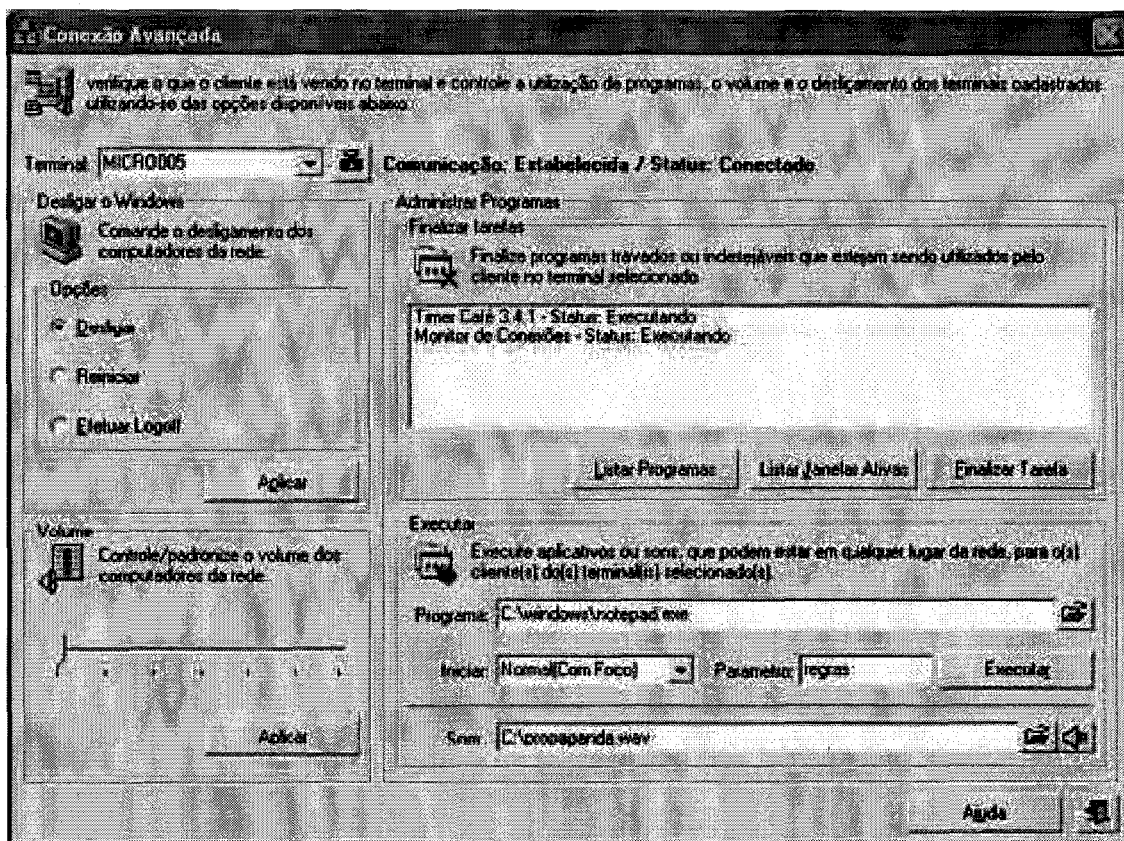 Conexão Avançada
verifique o que o cliente está vendo no terminal e controle a utilização de programas, o volume e o desligamento dos terminais cadastrados
utilizando-se das opções disponíveis abaixo.
Terminal: MICRO005
Comunicação: Estabelecida / Status: Conectado
Desligar o Windows
Comande o desligamento dos
computadores da rede.
Opções
Desligar
Reiniciar
Efetuar Logoff
Aplicar
Volume
Controle/padronize o volume dos
computadores da rede.
Aplicar
Administrar Programas
Finalizar tarefas
Finalize programas travados ou indesejáveis que estejam sendo utilizados pelo
cliente no terminal selecionado
Timer Café 3.4.1 - Status: Executando
Monitor de Conexões - Status: Executando
Listar Programas
Listar Janelas Ativas
Finalizar Tarefa
Executar
Execute aplicativos ou sons, que podem estar em qualquer lugar da rede, para o(s)
cliente(s) do(s) terminal(is) selecionado(s).
Programa: C:\windows\notepad.exe
Iniciar: Normal(Com Foco) Parametro: regras Executar
Som: C:\propaganda.wav
Ajuda